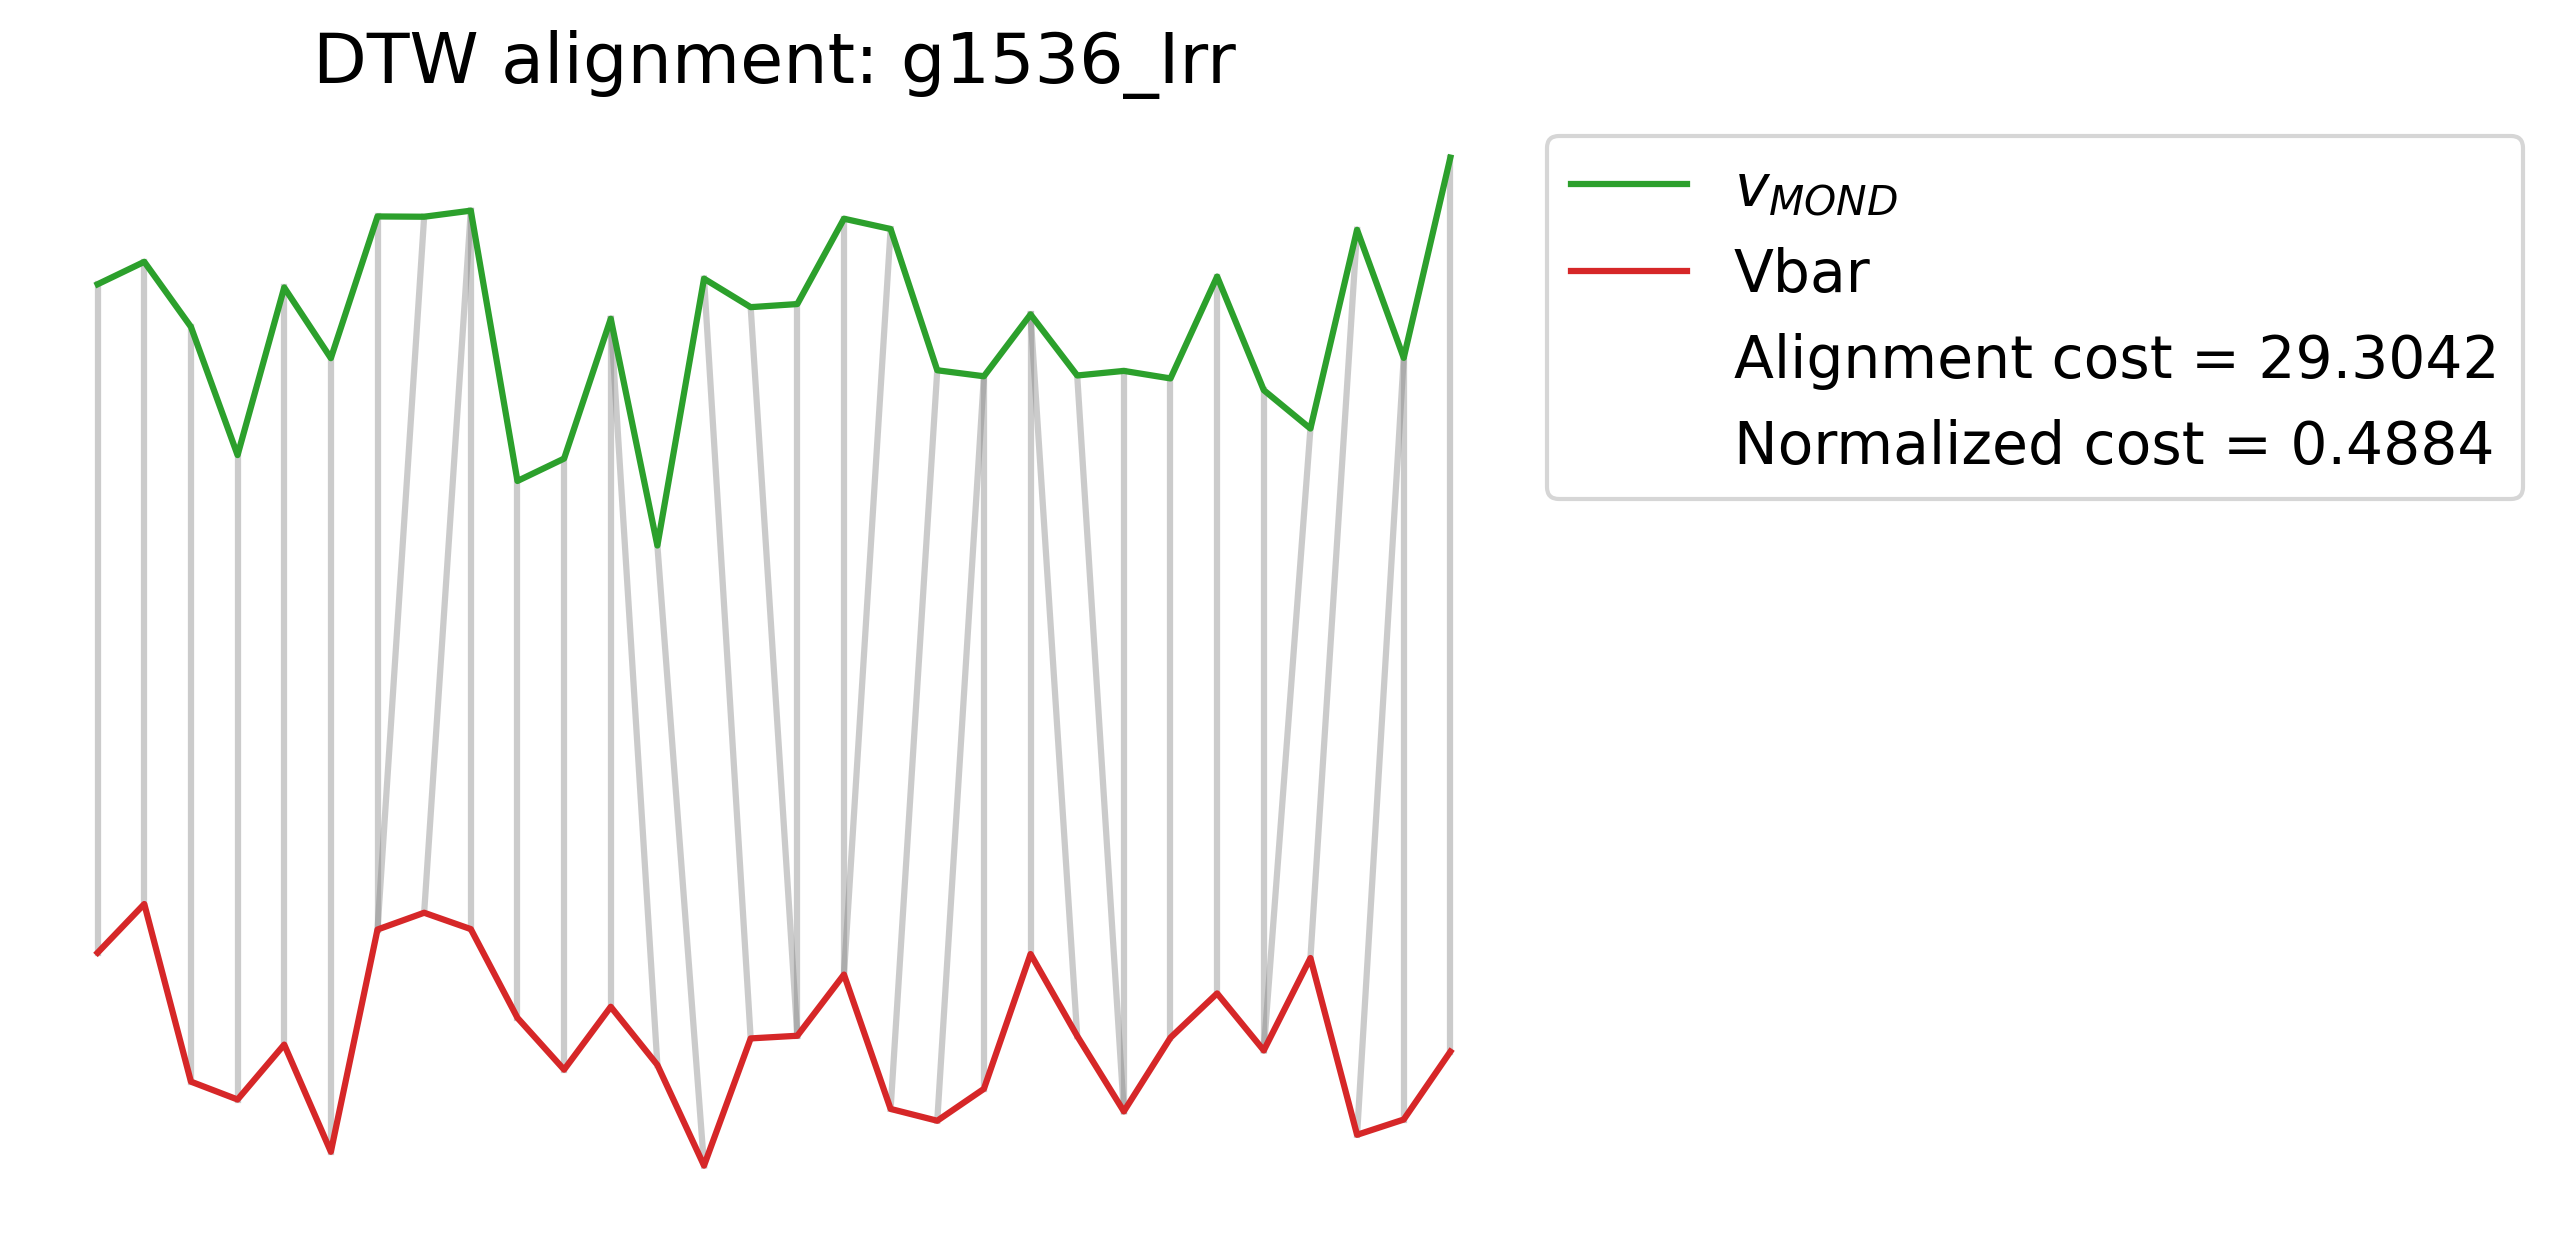 DTW alignment: g1536_Irr
v_MOND
Vbar
Alignment cost = 29.3042
Normalized cost = 0.4884